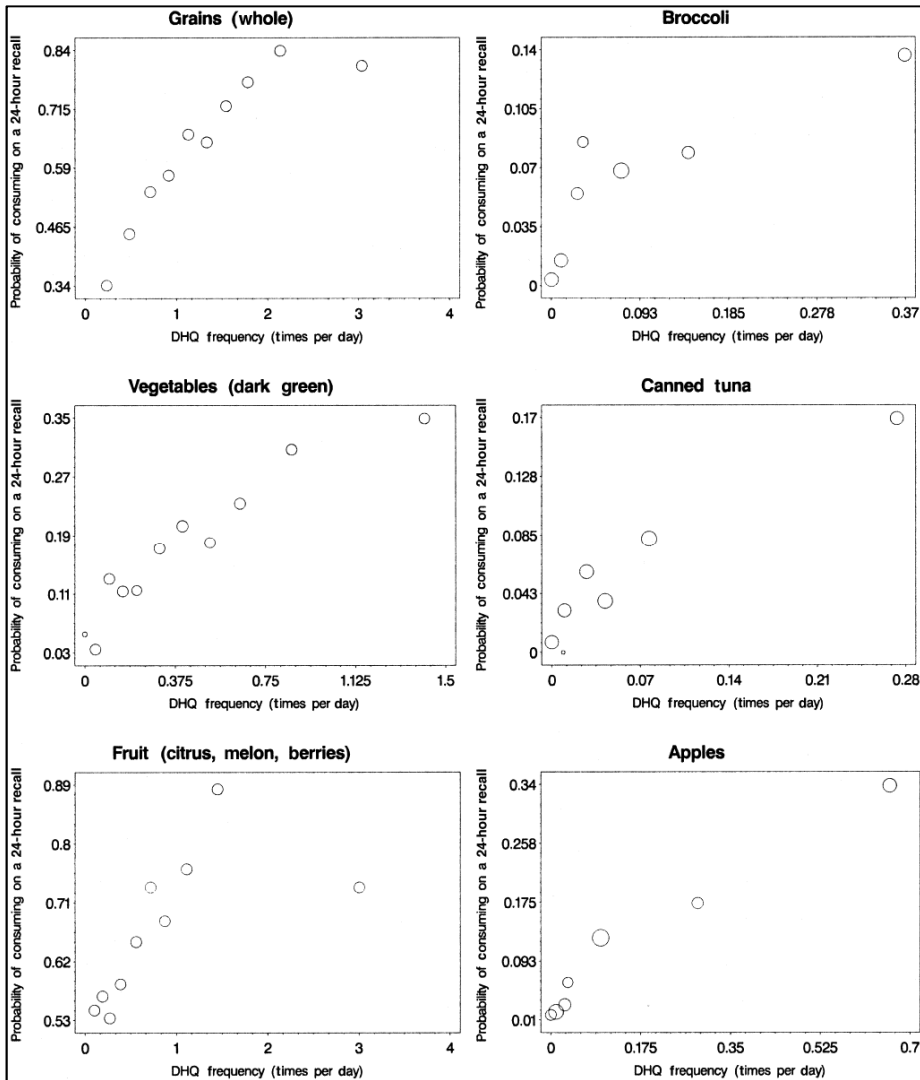 Grains (whole)
Probability of consuming on a 24-hour recall
0.84
0.715
0.59
0.465
0.34
0 1 2 3 4
DHQ frequency (times per day)
Broccoli
Probability of consuming on a 24-hour recall
0.14
0.105
0.07
0.035
0
0 0.093 0.185 0.278 0.37
DHQ frequency (times per day)
Vegetables (dark green)
Probability of consuming on a 24-hour recall
0.35
0.27
0.19
0.11
0.03
0 0.375 0.75 1.125 1.5
DHQ frequency (times per day)
Canned tuna
Probability of consuming on a 24-hour recall
0.17
0.128
0.085
0.043
0
0 0.07 0.14 0.21 0.28
DHQ frequency (times per day)
Fruit (citrus, melon, berries)
Probability of consuming on a 24-hour recall
0.89
0.8
0.71
0.62
0.53
0 1 2 3 4
DHQ frequency (times per day)
Apples
Probability of consuming on a 24-hour recall
0.34
0.258
0.175
0.093
0.01
0 0.175 0.35 0.525 0.7
DHQ frequency (times per day)